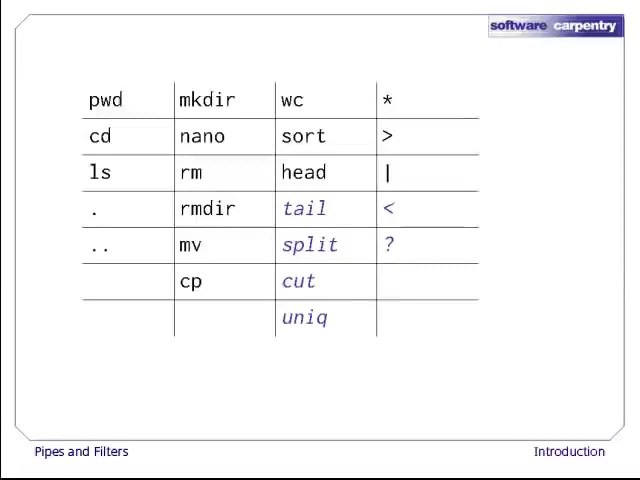 software carpentry
pwd mkdir wc *
cd nano sort >
ls rm head |
. rmdir tail <
.. mv split ?
cp cut
uniq
Pipes and Filters Introduction